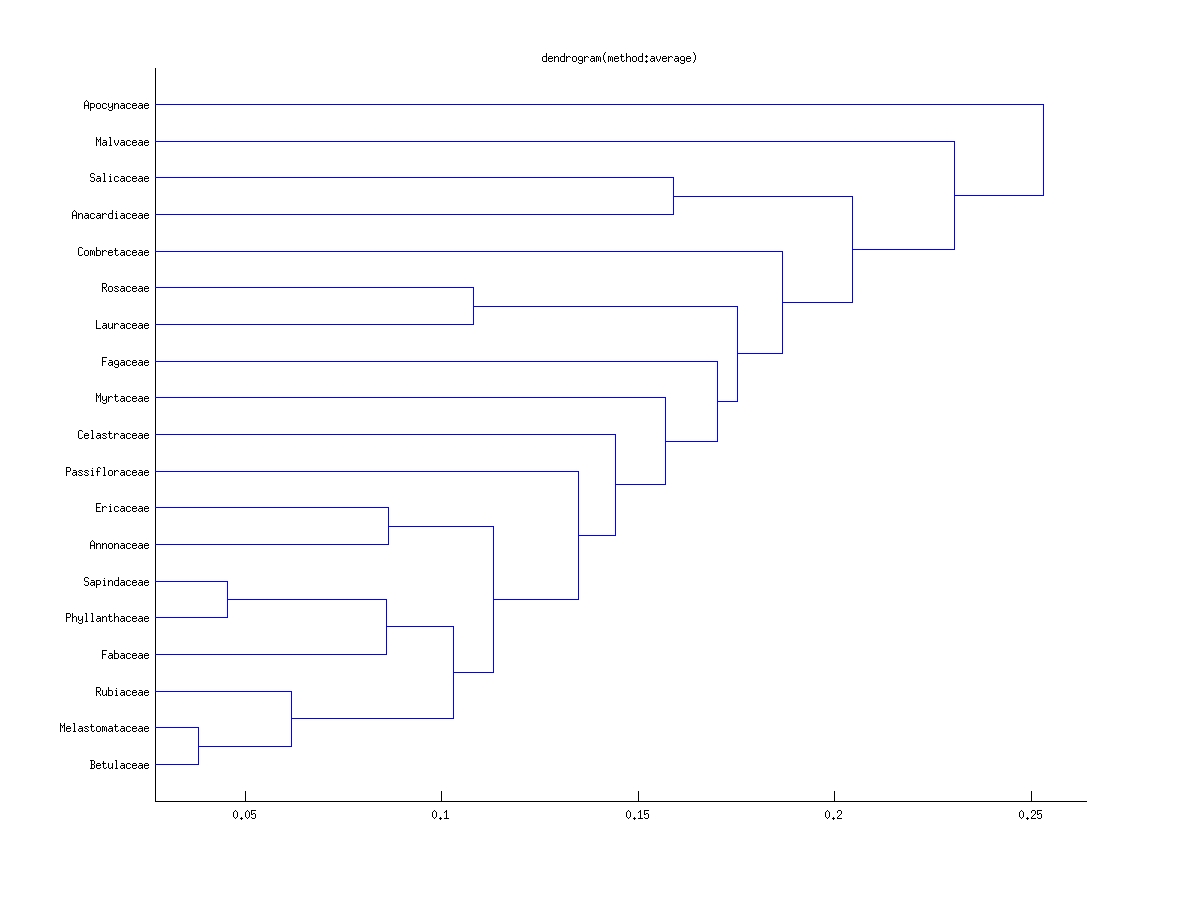 dendrogram(method:average)
Apocynaceae
Malvaceae
Salicaceae
Anacardiaceae
Combretaceae
Rosaceae
Lauraceae
Fagaceae
Myrtaceae
Celastraceae
Passifloraceae
Ericaceae
Annonaceae
Sapindaceae
Phyllanthaceae
Fabaceae
Rubiaceae
Melastomataceae
Betulaceae
0.05 0.1 0.15 0.2 0.25